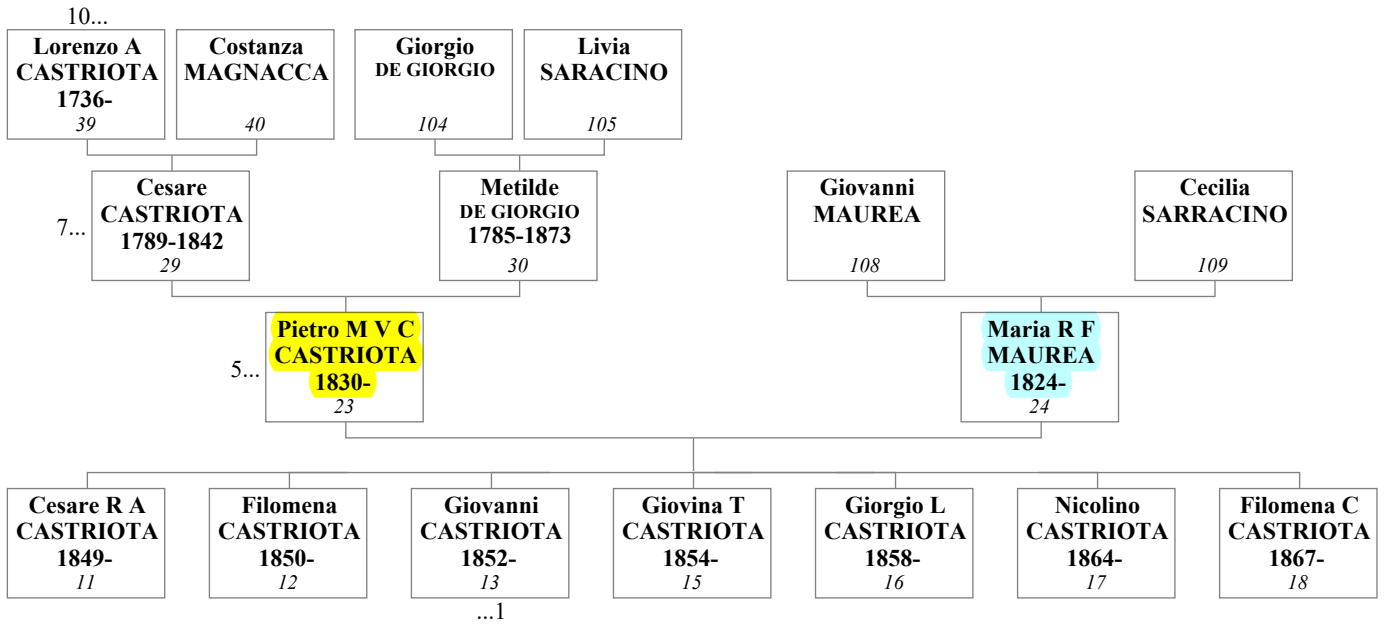 10...
Lorenzo A
CASTRIOTA
1736-
39
Costanza
MAGNACCA
40
Giorgio
DE GIORGIO
104
Livia
SARACINO
105
7...
Cesare
CASTRIOTA
1789-1842
29
Metilde
DE GIORGIO
1785-1873
30
Giovanni
MAUREA
108
Cecilia
SARRACINO
109
5...
Pietro M V C
CASTRIOTA
1830-
23
Maria R F
MAUREA
1824-
24
Cesare R A
CASTRIOTA
1849-
11
Filomena
CASTRIOTA
1850-
12
Giovanni
CASTRIOTA
1852-
13
...1
Giovina T
CASTRIOTA
1854-
15
Giorgio L
CASTRIOTA
1858-
16
Nicolino
CASTRIOTA
1864-
17
Filomena C
CASTRIOTA
1867-
18